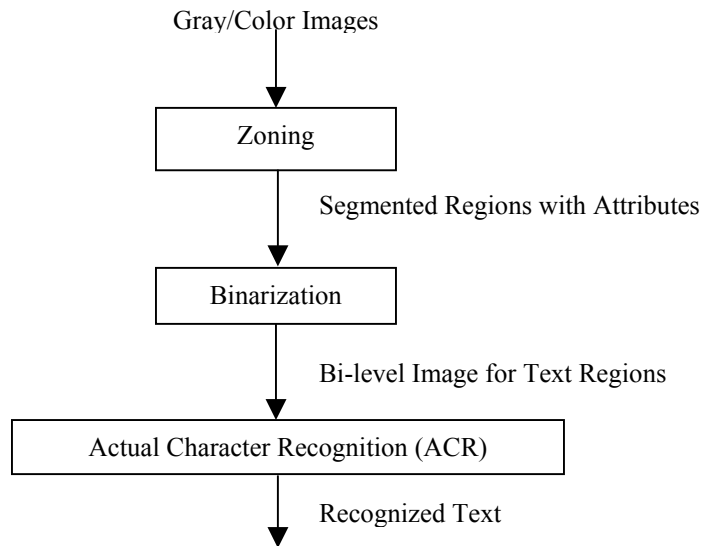 Gray/Color Images
Zoning
Segmented Regions with Attributes
Binarization
Bi-level Image for Text Regions
Actual Character Recognition (ACR)
Recognized Text